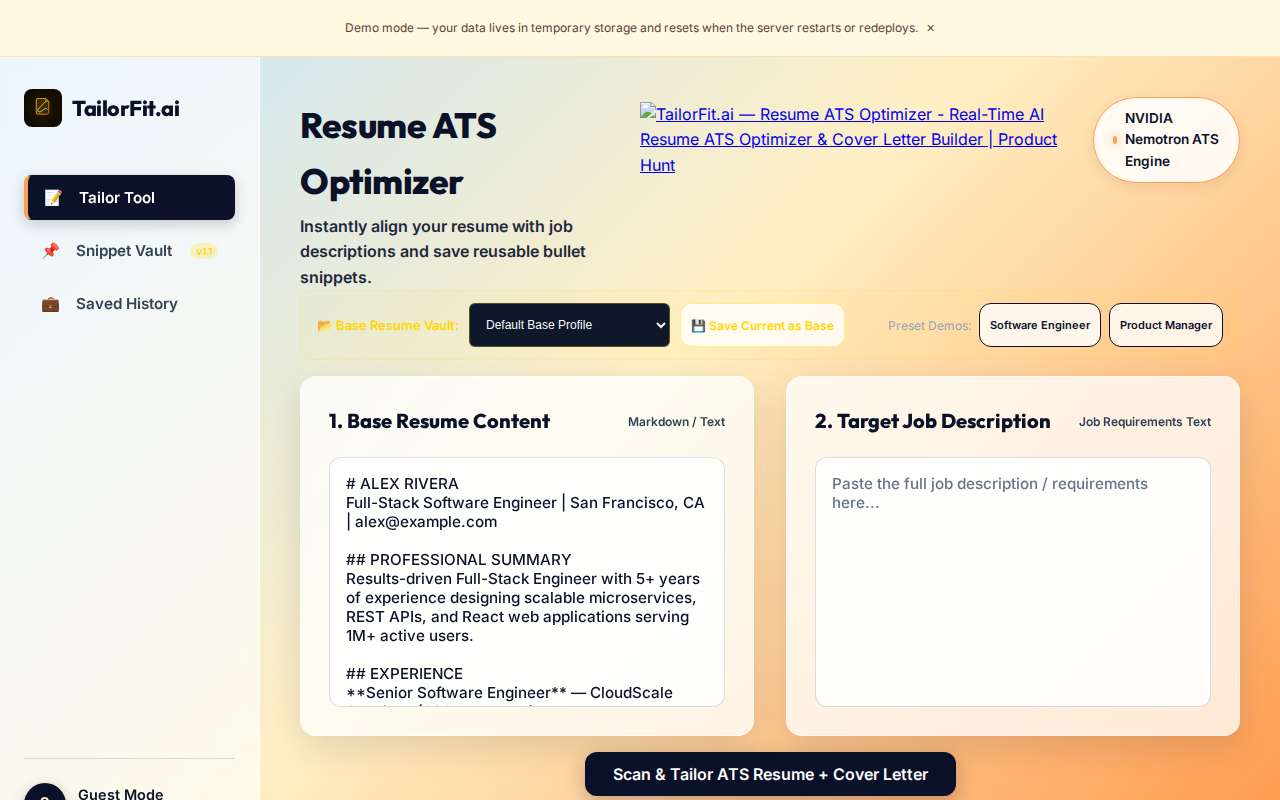 Demo mode — your data lives in temporary storage and resets when the server restarts or redeploys. ×
TailorFit.ai
Tailor Tool
Snippet Vault v1.1
Saved History
Guest Mode
Resume ATS
Optimizer
Instantly align your resume with job
descriptions and save reusable bullet
snippets.
TailorFit.ai — Resume ATS Optimizer - Real-Time AI
Resume ATS Optimizer & Cover Letter Builder | Product
Hunt
NVIDIA
Nemotron ATS
Engine
Base Resume Vault: Default Base Profile Save Current as Base Preset Demos: Software Engineer Product Manager
1. Base Resume Content Markdown / Text
# ALEX RIVERA
Full-Stack Software Engineer | San Francisco, CA
| alex@example.com
## PROFESSIONAL SUMMARY
Results-driven Full-Stack Engineer with 5+ years
of experience designing scalable microservices,
REST APIs, and React web applications serving
1M+ active users.
## EXPERIENCE
**Senior Software Engineer** — CloudScale
2. Target Job Description Job Requirements Text
Paste the full job description / requirements
here...
Scan & Tailor ATS Resume + Cover Letter